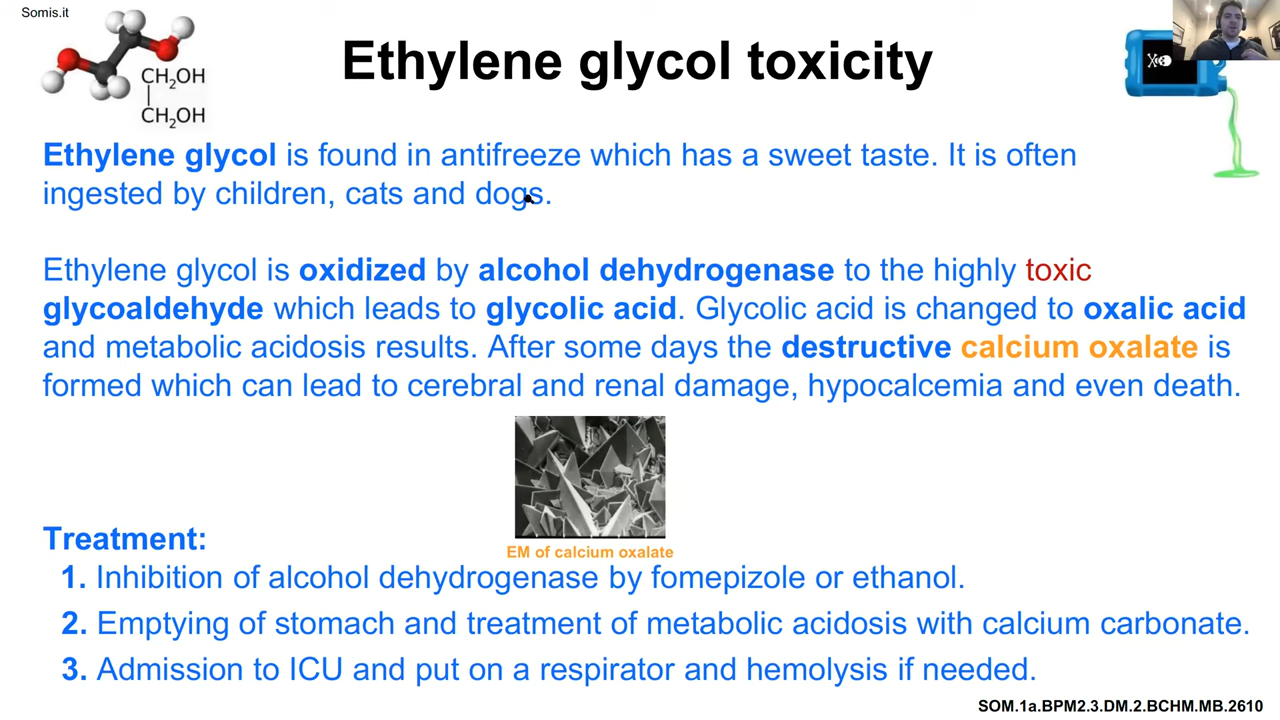 Somis.it
Ethylene glycol toxicity
CH₂OH
CH₂OH
Ethylene glycol is found in antifreeze which has a sweet taste. It is often
ingested by children, cats and dogs.
Ethylene glycol is oxidized by alcohol dehydrogenase to the highly toxic
glycoaldehyde which leads to glycolic acid. Glycolic acid is changed to oxalic acid
and metabolic acidosis results. After some days the destructive calcium oxalate is
formed which can lead to cerebral and renal damage, hypocalcemia and even death.
EM of calcium oxalate
Treatment:
1. Inhibition of alcohol dehydrogenase by fomepizole or ethanol.
2. Emptying of stomach and treatment of metabolic acidosis with calcium carbonate.
3. Admission to ICU and put on a respirator and hemolysis if needed.
SOM.1a.BPM2.3.DM.2.BCHM.MB.2610